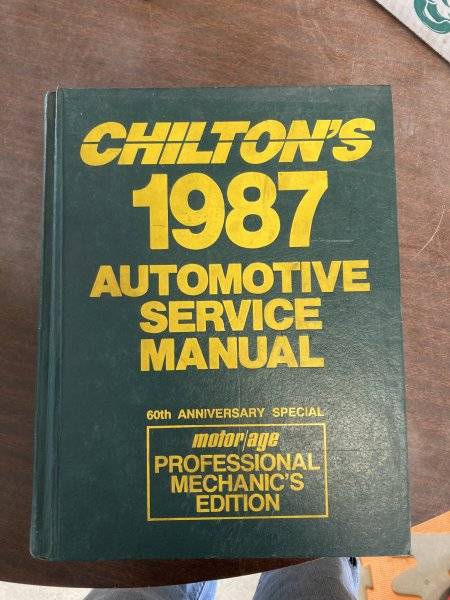 CHILTON'S
1987
AUTOMOTIVE
SERVICE
MANUAL
60th ANNIVERSARY SPECIAL
motor/age
PROFESSIONAL
MECHANIC'S
EDITION